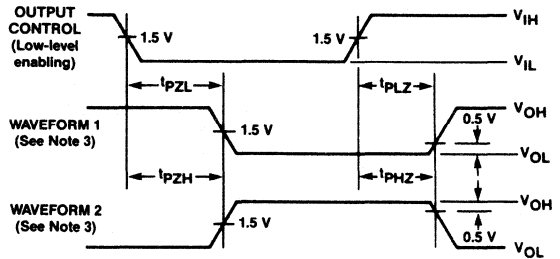 OUTPUT
CONTROL
(Low-level
enabling)
1.5 V
1.5 V
VIH
VIL
tPZL
tPLZ
WAVEFORM 1
(See Note 3)
1.5 V
0.5 V
VOH
VOL
tPZH
tPHZ
WAVEFORM 2
(See Note 3)
1.5 V
0.5 V
VOH
VOL